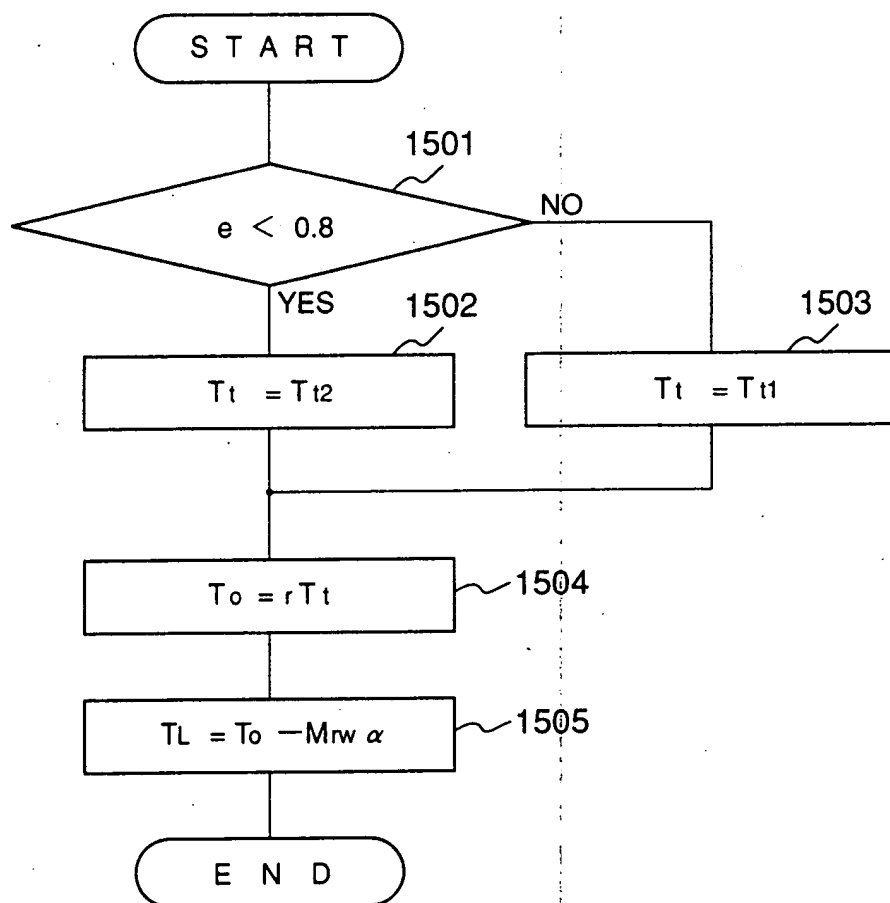 START
1501
e < 0.8
NO
YES
1502
1503
Tt = Tt2
Tt = Tt1
To = rTt
1504
TL = To − Mrw α
1505
END